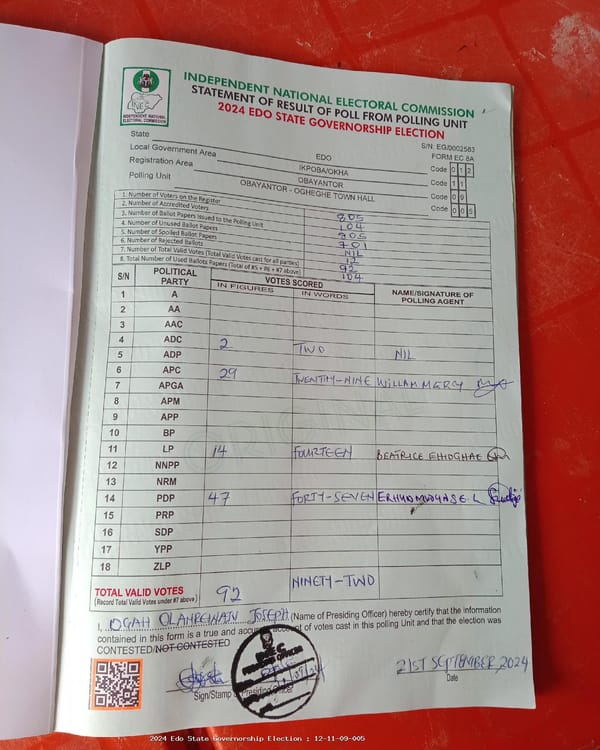 INDEPENDENT NATIONAL ELECTORAL COMMISSION
STATEMENT OF RESULT OF POLL FROM POLLING UNIT
2024 EDO STATE GOVERNORSHIP ELECTION
INDEPENDENT NATIONAL ELECTORAL COMMISSION
S/N: EG/0002583
FORM EC 8A
State EDO Code 0 1 2
Local Government Area IKPOBA/OKHA Code 1 1
Registration Area OBAYANTOR Code 0 9
Polling Unit OBAYANTOR - OGHEGHE TOWN HALL Code 0 0 5
1. Number of Voters on the Register 805
2. Number of Accredited Voters 104
3. Number of Ballot Papers Issued to the Polling Unit 805
4. Number of Unused Ballot Papers 701
5. Number of Spoiled Ballot Papers NIL
6. Number of Rejected Ballots 12
7. Number of Total Valid Votes (Total Valid Votes cast for all parties) 92
8. Total Number of Used Ballots Papers (Total of #5 + #6 + #7 above) 104
S/N POLITICAL PARTY VOTES SCORED NAME/SIGNATURE OF POLLING AGENT
IN FIGURES IN WORDS
1 A
2 AA
3 AAC
4 ADC 2 TWO NIL
5 ADP
6 APC 29 TWENTY-NINE WILLAM MERCY
7 APGA
8 APM
9 APP
10 BP
11 LP 14 FOURTEEN BEATRICE EHIOGHAE
12 NNPP
13 NRM
14 PDP 47 FORTY-SEVEN
15 PRP
16 SDP
17 YPP
18 ZLP
TOTAL VALID VOTES 92 NINETY-TWO
(Record Total Valid Votes under #7 above)
I, OGAH OLANREWAJU JOSEPH (Name of Presiding Officer) hereby certify that the information
contained in this form is a true and accurate account of votes cast in this polling Unit and that the election was
CONTESTED/NOT CONTESTED
21ST SEPTEMBER, 2024
Sign/Stamp Presiding Officer Date
2024 Edo State Governorship Election : 12-11-09-005